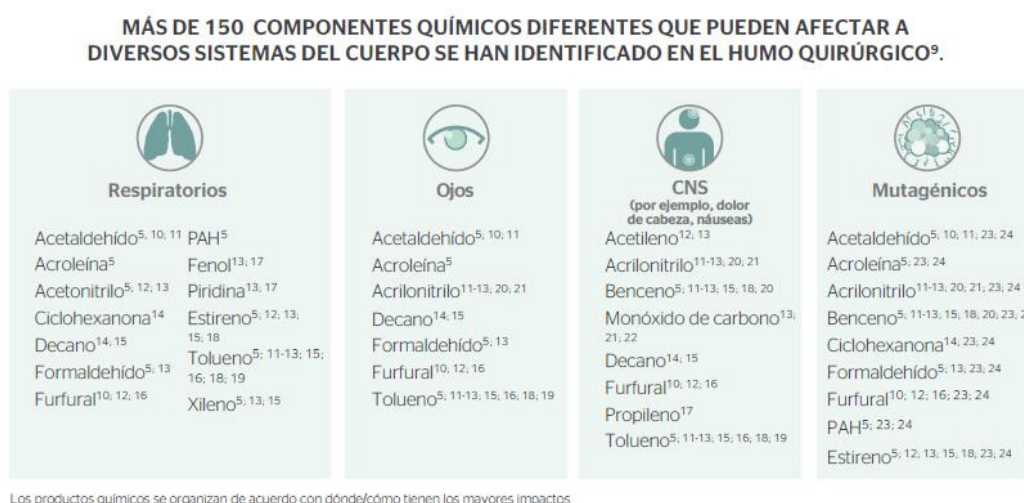 MÁS DE 150 COMPONENTES QUÍMICOS DIFERENTES QUE PUEDEN AFECTAR A
DIVERSOS SISTEMAS DEL CUERPO SE HAN IDENTIFICADO EN EL HUMO QUIRÚRGICO⁹.
Respiratorios
Acetaldehído⁵; ¹⁰; ¹¹
Acroleína⁵
Acetonitrilo⁵; ¹²; ¹³
Ciclohexanona¹⁴
Decano¹⁴; ¹⁵
Formaldehído⁵; ¹³
Furfural¹⁰; ¹²; ¹⁶
PAH⁵
Fenol¹³; ¹⁷
Piridina¹³; ¹⁷
Estireno⁵; ¹²; ¹³;
¹⁵; ¹⁸
Tolueno⁵; ¹¹⁻¹³; ¹⁵;
¹⁶; ¹⁸; ¹⁹
Xileno⁵; ¹³; ¹⁵
Ojos
Acetaldehído⁵; ¹⁰; ¹¹
Acroleína⁵
Acrilonitrilo¹¹⁻¹³; ²⁰; ²¹
Decano¹⁴; ¹⁵
Formaldehído⁵; ¹³
Furfural¹⁰; ¹²; ¹⁶
Tolueno⁵; ¹¹⁻¹³; ¹⁵; ¹⁶; ¹⁸; ¹⁹
CNS
(por ejemplo, dolor
de cabeza, náuseas)
Acetileno¹²; ¹³
Acrilonitrilo¹¹⁻¹³; ²⁰; ²¹
Benceno⁵; ¹¹⁻¹³; ¹⁵; ¹⁸; ²⁰
Monóxido de carbono¹³;
²¹; ²²
Decano¹⁴; ¹⁵
Furfural¹⁰; ¹²; ¹⁶
Propileno¹⁷
Tolueno⁵; ¹¹⁻¹³; ¹⁵; ¹⁶; ¹⁸; ¹⁹
Mutagénicos
Acetaldehído⁵; ¹⁰; ¹¹; ²³; ²⁴
Acroleína⁵; ²³; ²⁴
Acrilonitrilo¹¹⁻¹³; ²⁰; ²¹; ²³; ²⁴
Benceno⁵; ¹¹⁻¹³; ¹⁵; ¹⁸; ²⁰; ²³;
Ciclohexanona¹⁴; ²³; ²⁴
Formaldehído⁵; ¹³; ²³; ²⁴
Furfural¹⁰; ¹²; ¹⁶; ²³; ²⁴
PAH⁵; ²³; ²⁴
Estireno⁵; ¹²; ¹³; ¹⁵; ¹⁸; ²³; ²⁴
Los productos químicos se organizan de acuerdo con dónde/cómo tienen los mayores impactos